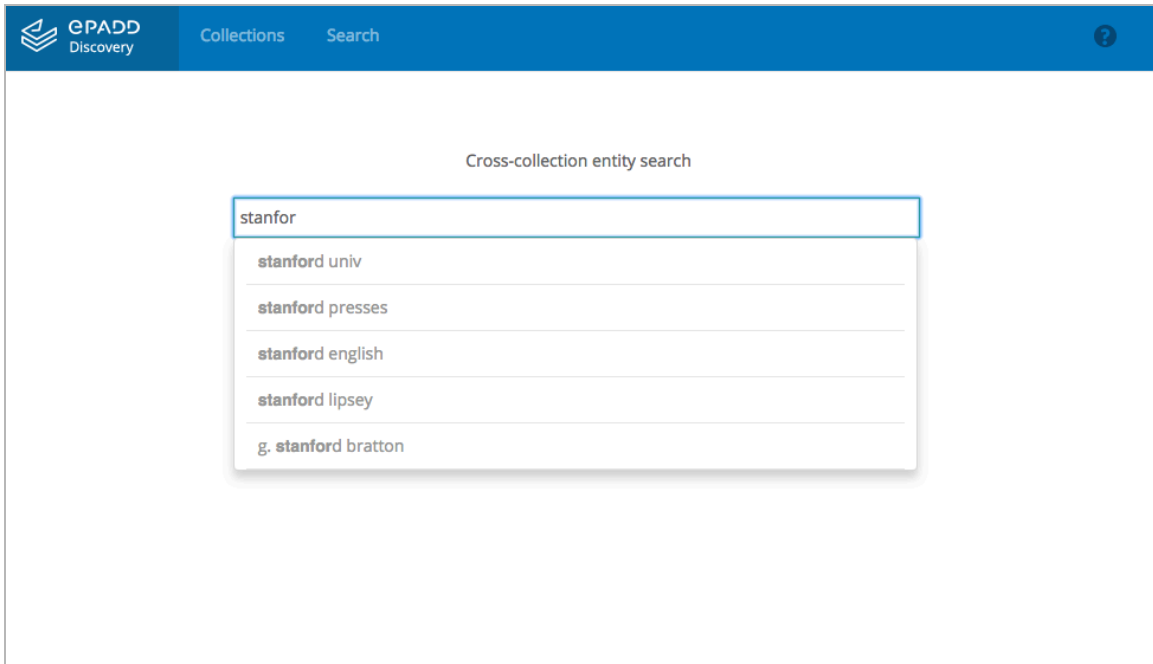 ePADD
Discovery
Collections
Search
?
Cross-collection entity search
stanfor
stanford univ
stanford presses
stanford english
stanford lipsey
g. stanford bratton